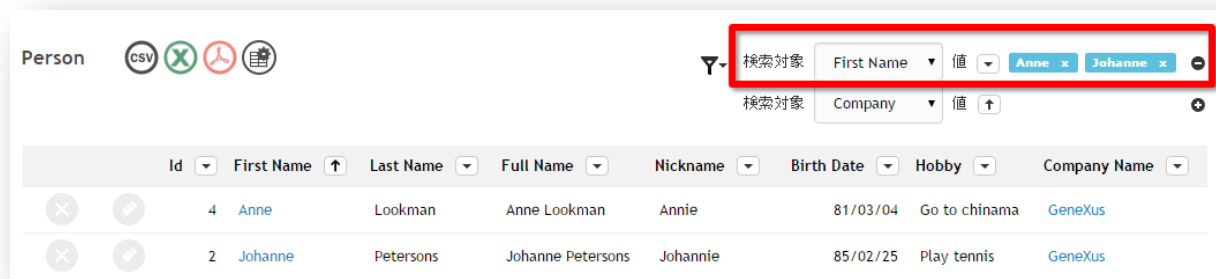 Person CSV 検索対象 First Name 値 Anne x Johanne x
検索対象 Company 値
Id First Name Last Name Full Name Nickname Birth Date Hobby Company Name
4 Anne Lookman Anne Lookman Annie 81/03/04 Go to chinama GeneXus
2 Johanne Petersons Johanne Petersons Johannie 85/02/25 Play tennis GeneXus